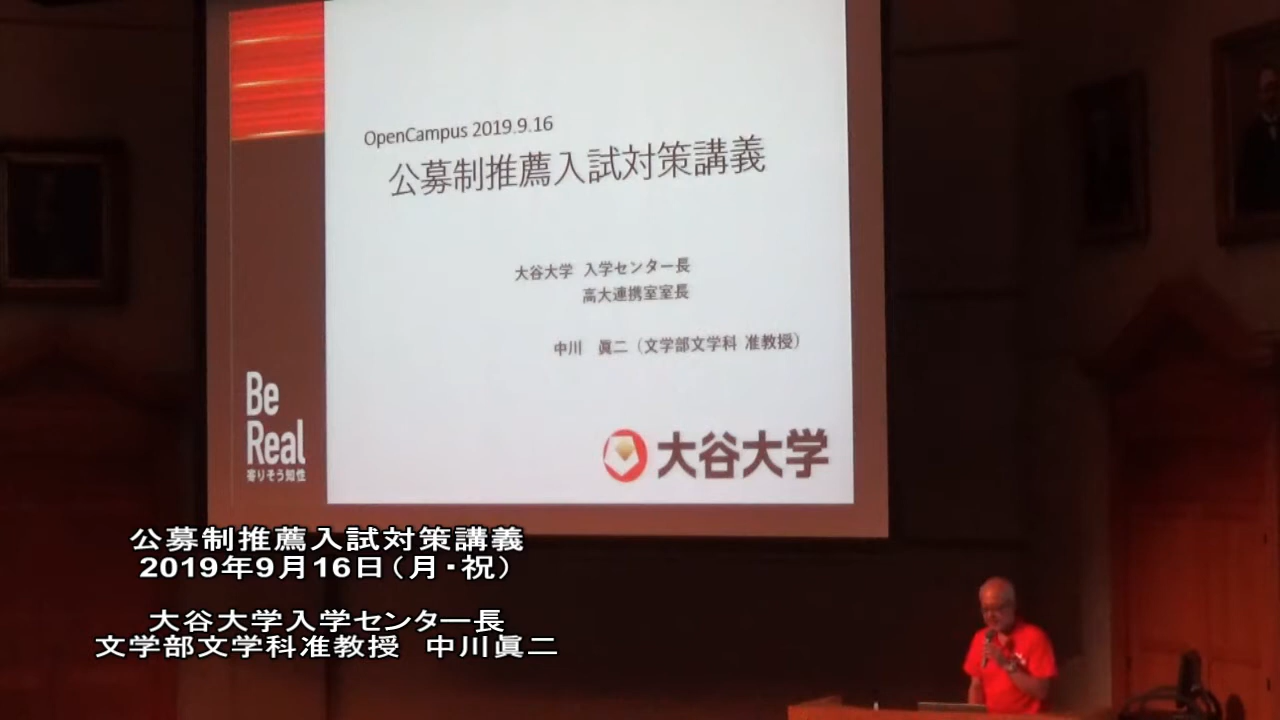 OpenCampus 2019.9.16
公募制推薦入試対策講義
大谷大学 入学センター長
高大連携室室長
中川 眞二（文学部文学科 准教授）
Be
Real
寄りそう知性
大谷大学
公募制推薦入試対策講義
2019年9月16日（月・祝）
大谷大学入学センター長
文学部文学科准教授 中川眞二